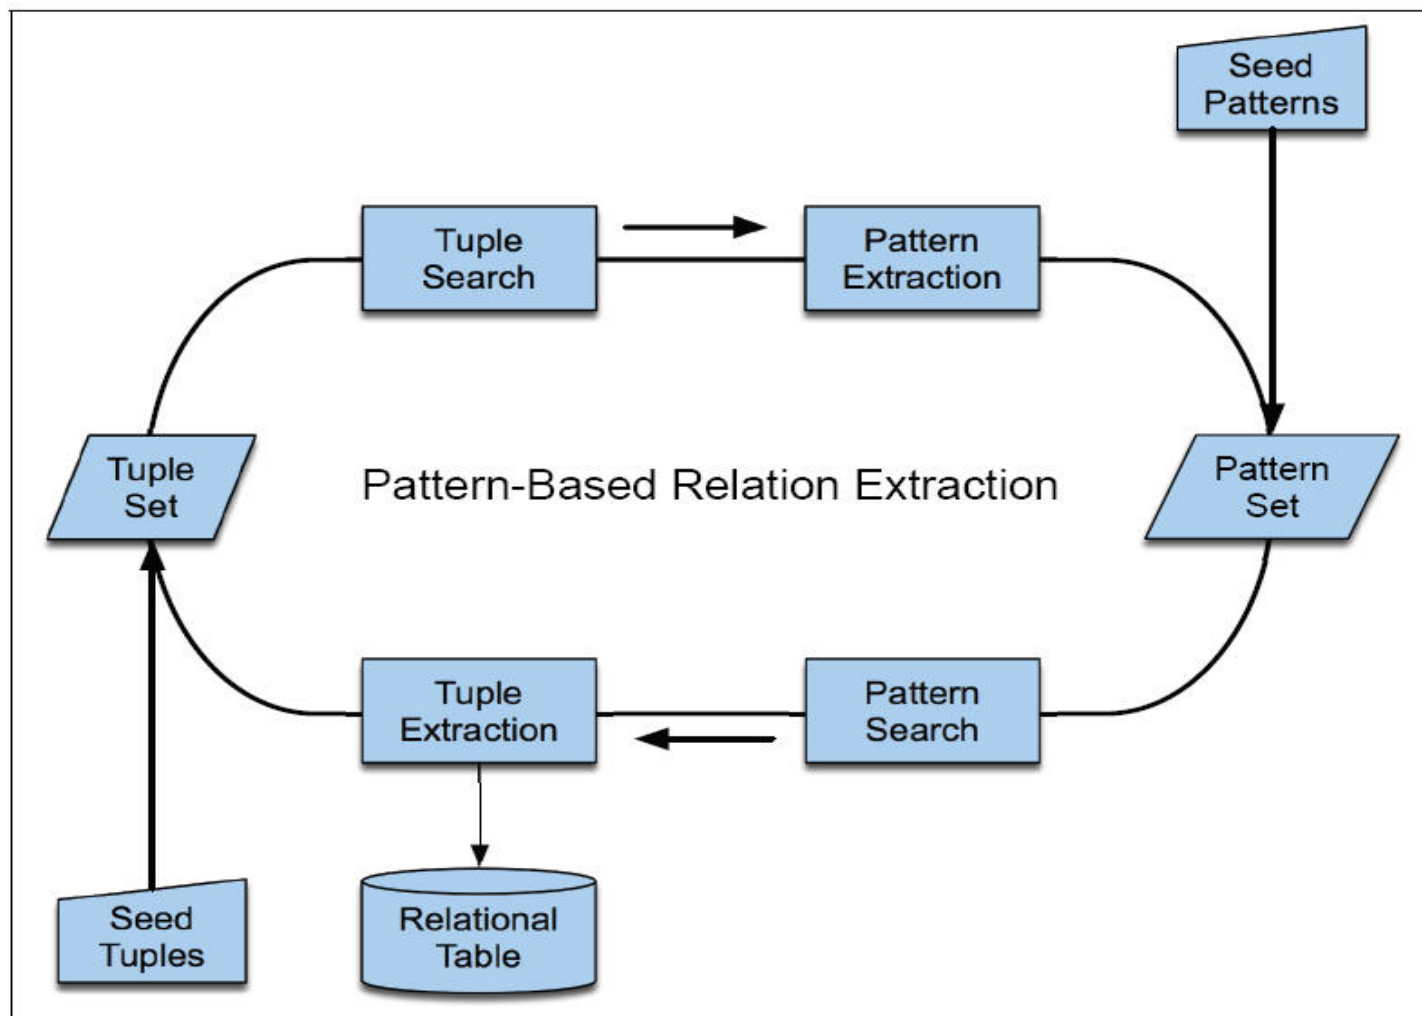 Seed
Patterns
Tuple
Search
Pattern
Extraction
Tuple
Set
Pattern-Based Relation Extraction
Pattern
Set
Tuple
Extraction
Pattern
Search
Seed
Tuples
Relational
Table